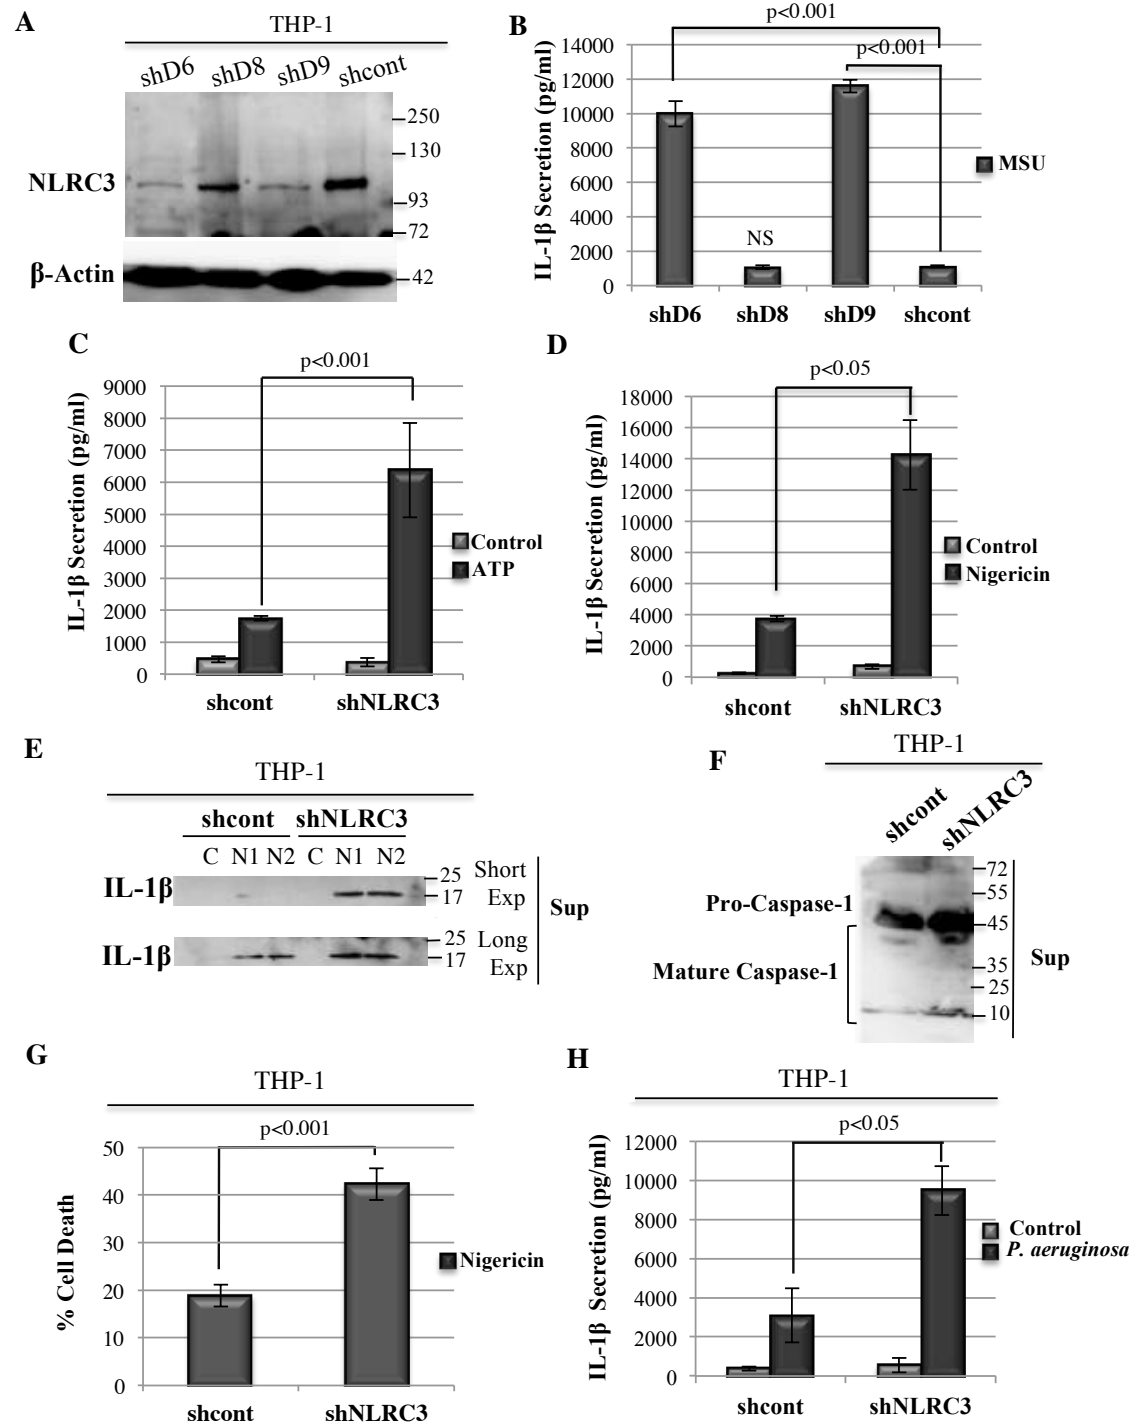 A
THP-1
shD6 shD8 shD9 shcont
250
130
NLRC3
93
72
β-Actin
42
B
p<0.001
p<0.001
IL-1β Secretion (pg/ml)
14000
12000
10000
8000
6000
4000
2000
0
NS
MSU
shD6 shD8 shD9 shcont
C
p<0.001
IL-1β Secretion (pg/ml)
9000
8000
7000
6000
5000
4000
3000
2000
1000
0
Control
ATP
shcont shNLRC3
D
p<0.05
IL-1β Secretion (pg/ml)
18000
16000
14000
12000
10000
8000
6000
4000
2000
0
Control
Nigericin
shcont shNLRC3
E
THP-1
shcont shNLRC3
C N1 N2 C N1 N2
IL-1β
25
17
Short
Exp
IL-1β
25
17
Long
Exp
Sup
F
THP-1
shcont shNLRC3
72
55
Pro-Caspase-1
45
Mature Caspase-1
35
25
10
Sup
G
THP-1
p<0.001
% Cell Death
50
40
30
20
10
0
Nigericin
shcont shNLRC3
H
THP-1
p<0.05
IL-1β Secretion (pg/ml)
12000
10000
8000
6000
4000
2000
0
Control
P. aeruginosa
shcont shNLRC3